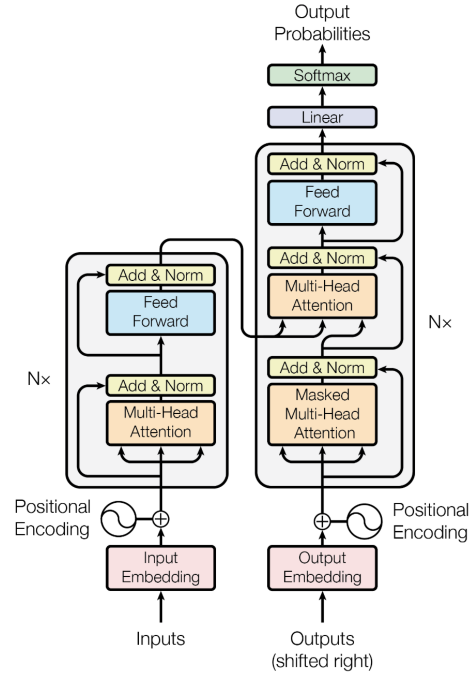 Output
Probabilities
Softmax
Linear
Add & Norm
Feed
Forward
Add & Norm
Multi-Head
Attention
Nx
Add & Norm
Masked
Multi-Head
Attention
Positional
Encoding
Output
Embedding
Outputs
(shifted right)
Add & Norm
Feed
Forward
Nx
Add & Norm
Multi-Head
Attention
Positional
Encoding
Input
Embedding
Inputs